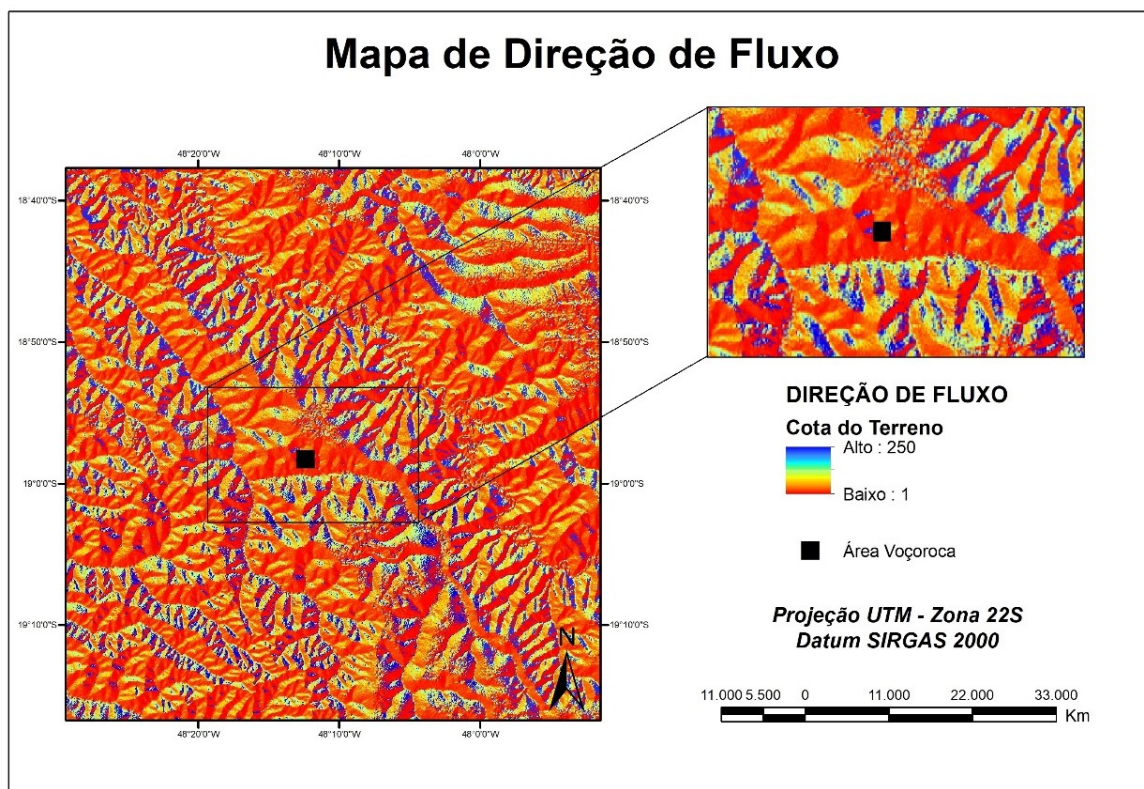 Mapa de Direção de Fluxo
48°20'0"S 48°10'0"S 48°0'0"S
18°40'0"S 18°40'0"S
18°50'0"S 18°50'0"S
19°0'0"S 19°0'0"S
19°10'0"S 19°10'0"S
48°20'0"S 48°10'0"S 48°0'0"S
N
DIREÇÃO DE FLUXO
Cota do Terreno
Alto : 250
Baixo : 1
Área Voçoroca
Projeção UTM - Zona 22S
Datum SIRGAS 2000
11.000 5.500 0 11.000 22.000 33.000
Km